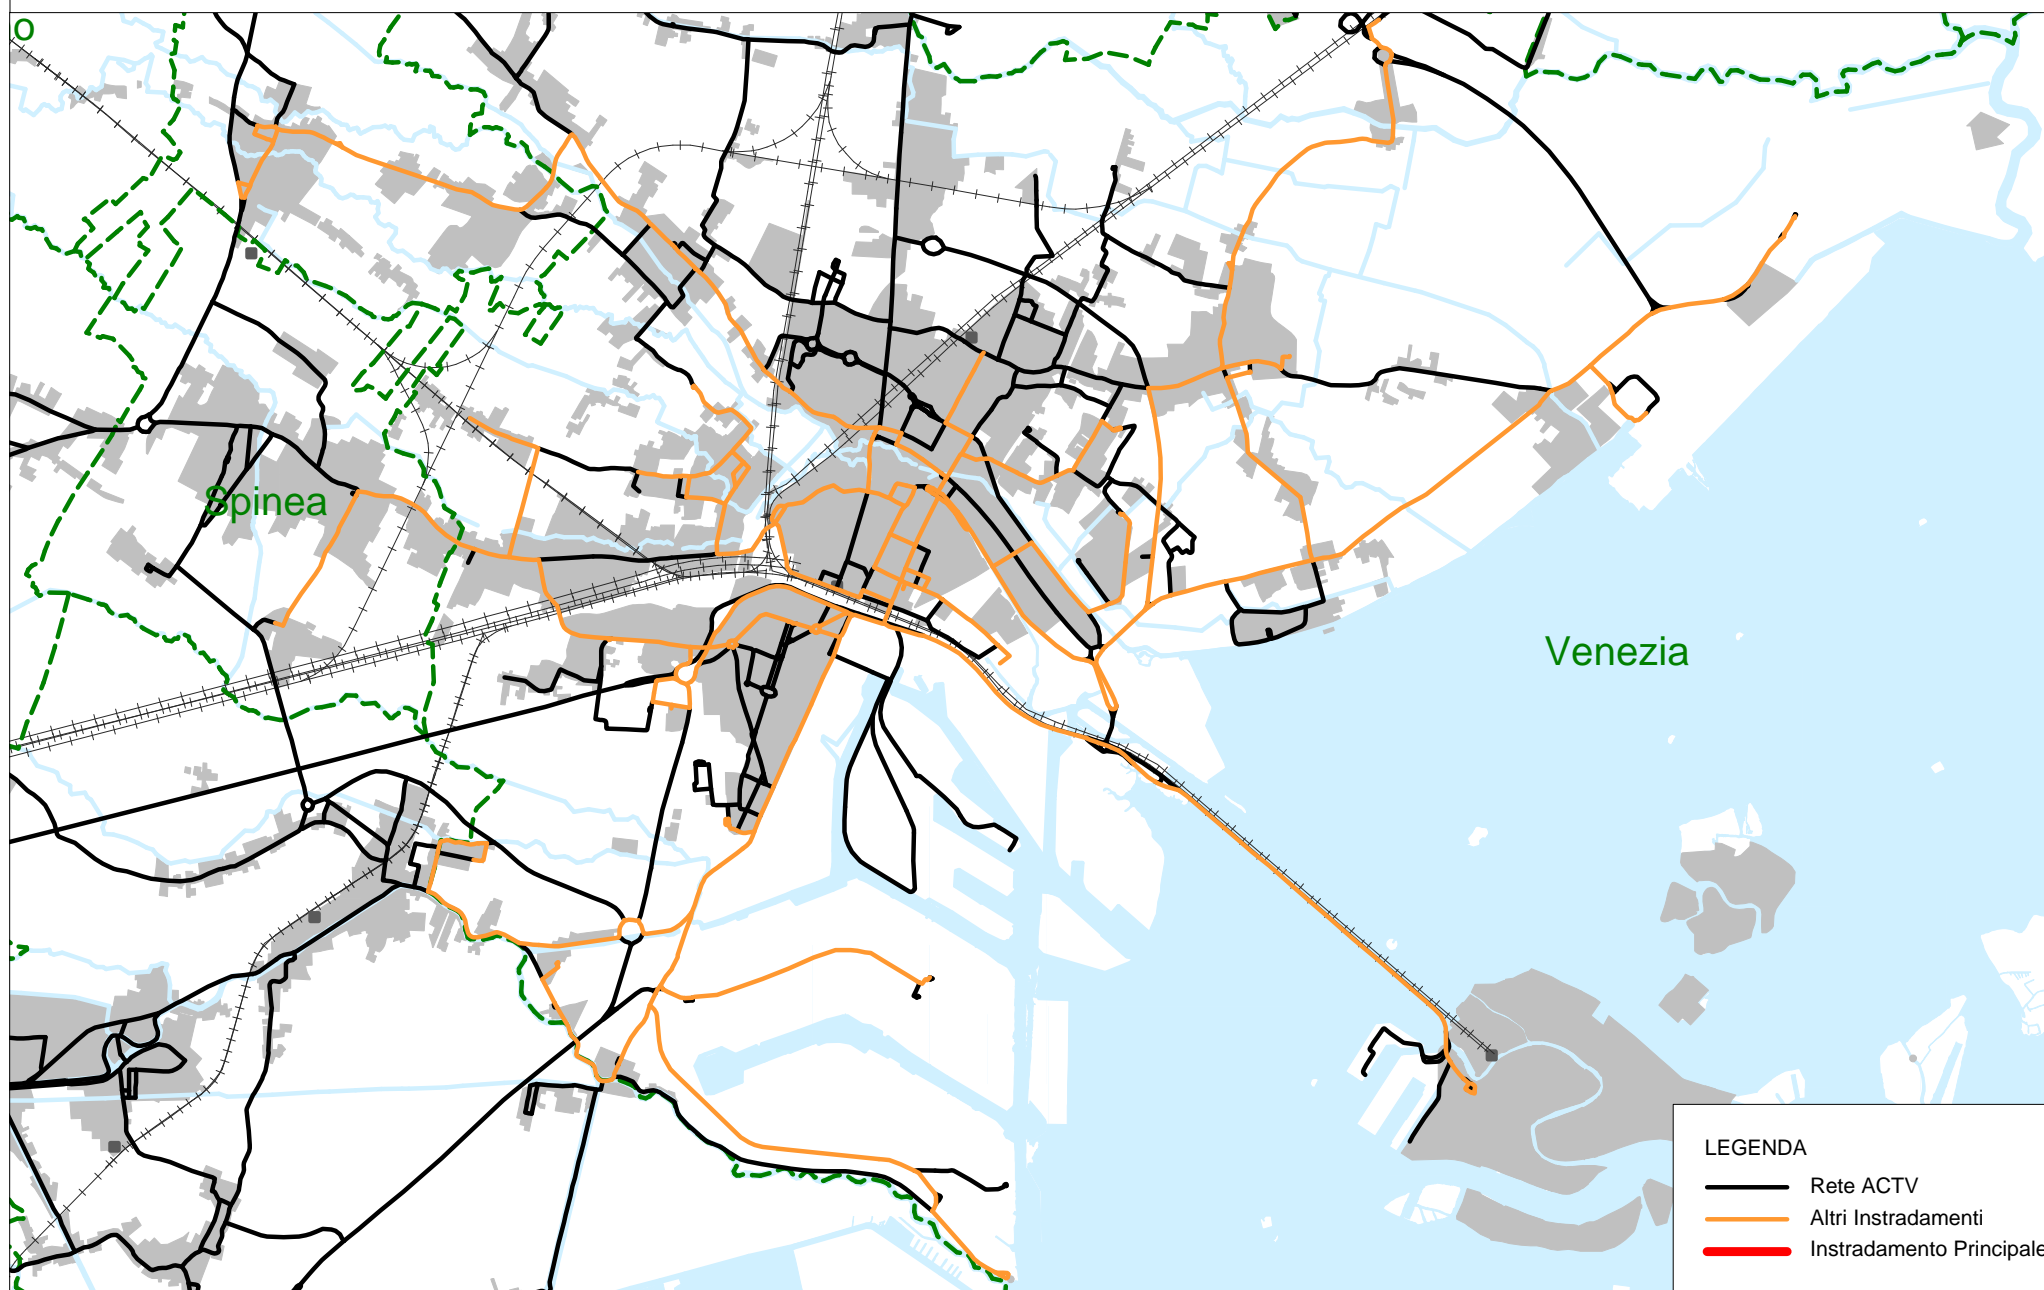 o
Spinea
Venezia
LEGENDA
Rete ACTV
Altri Instradamenti
Instradamento Principale